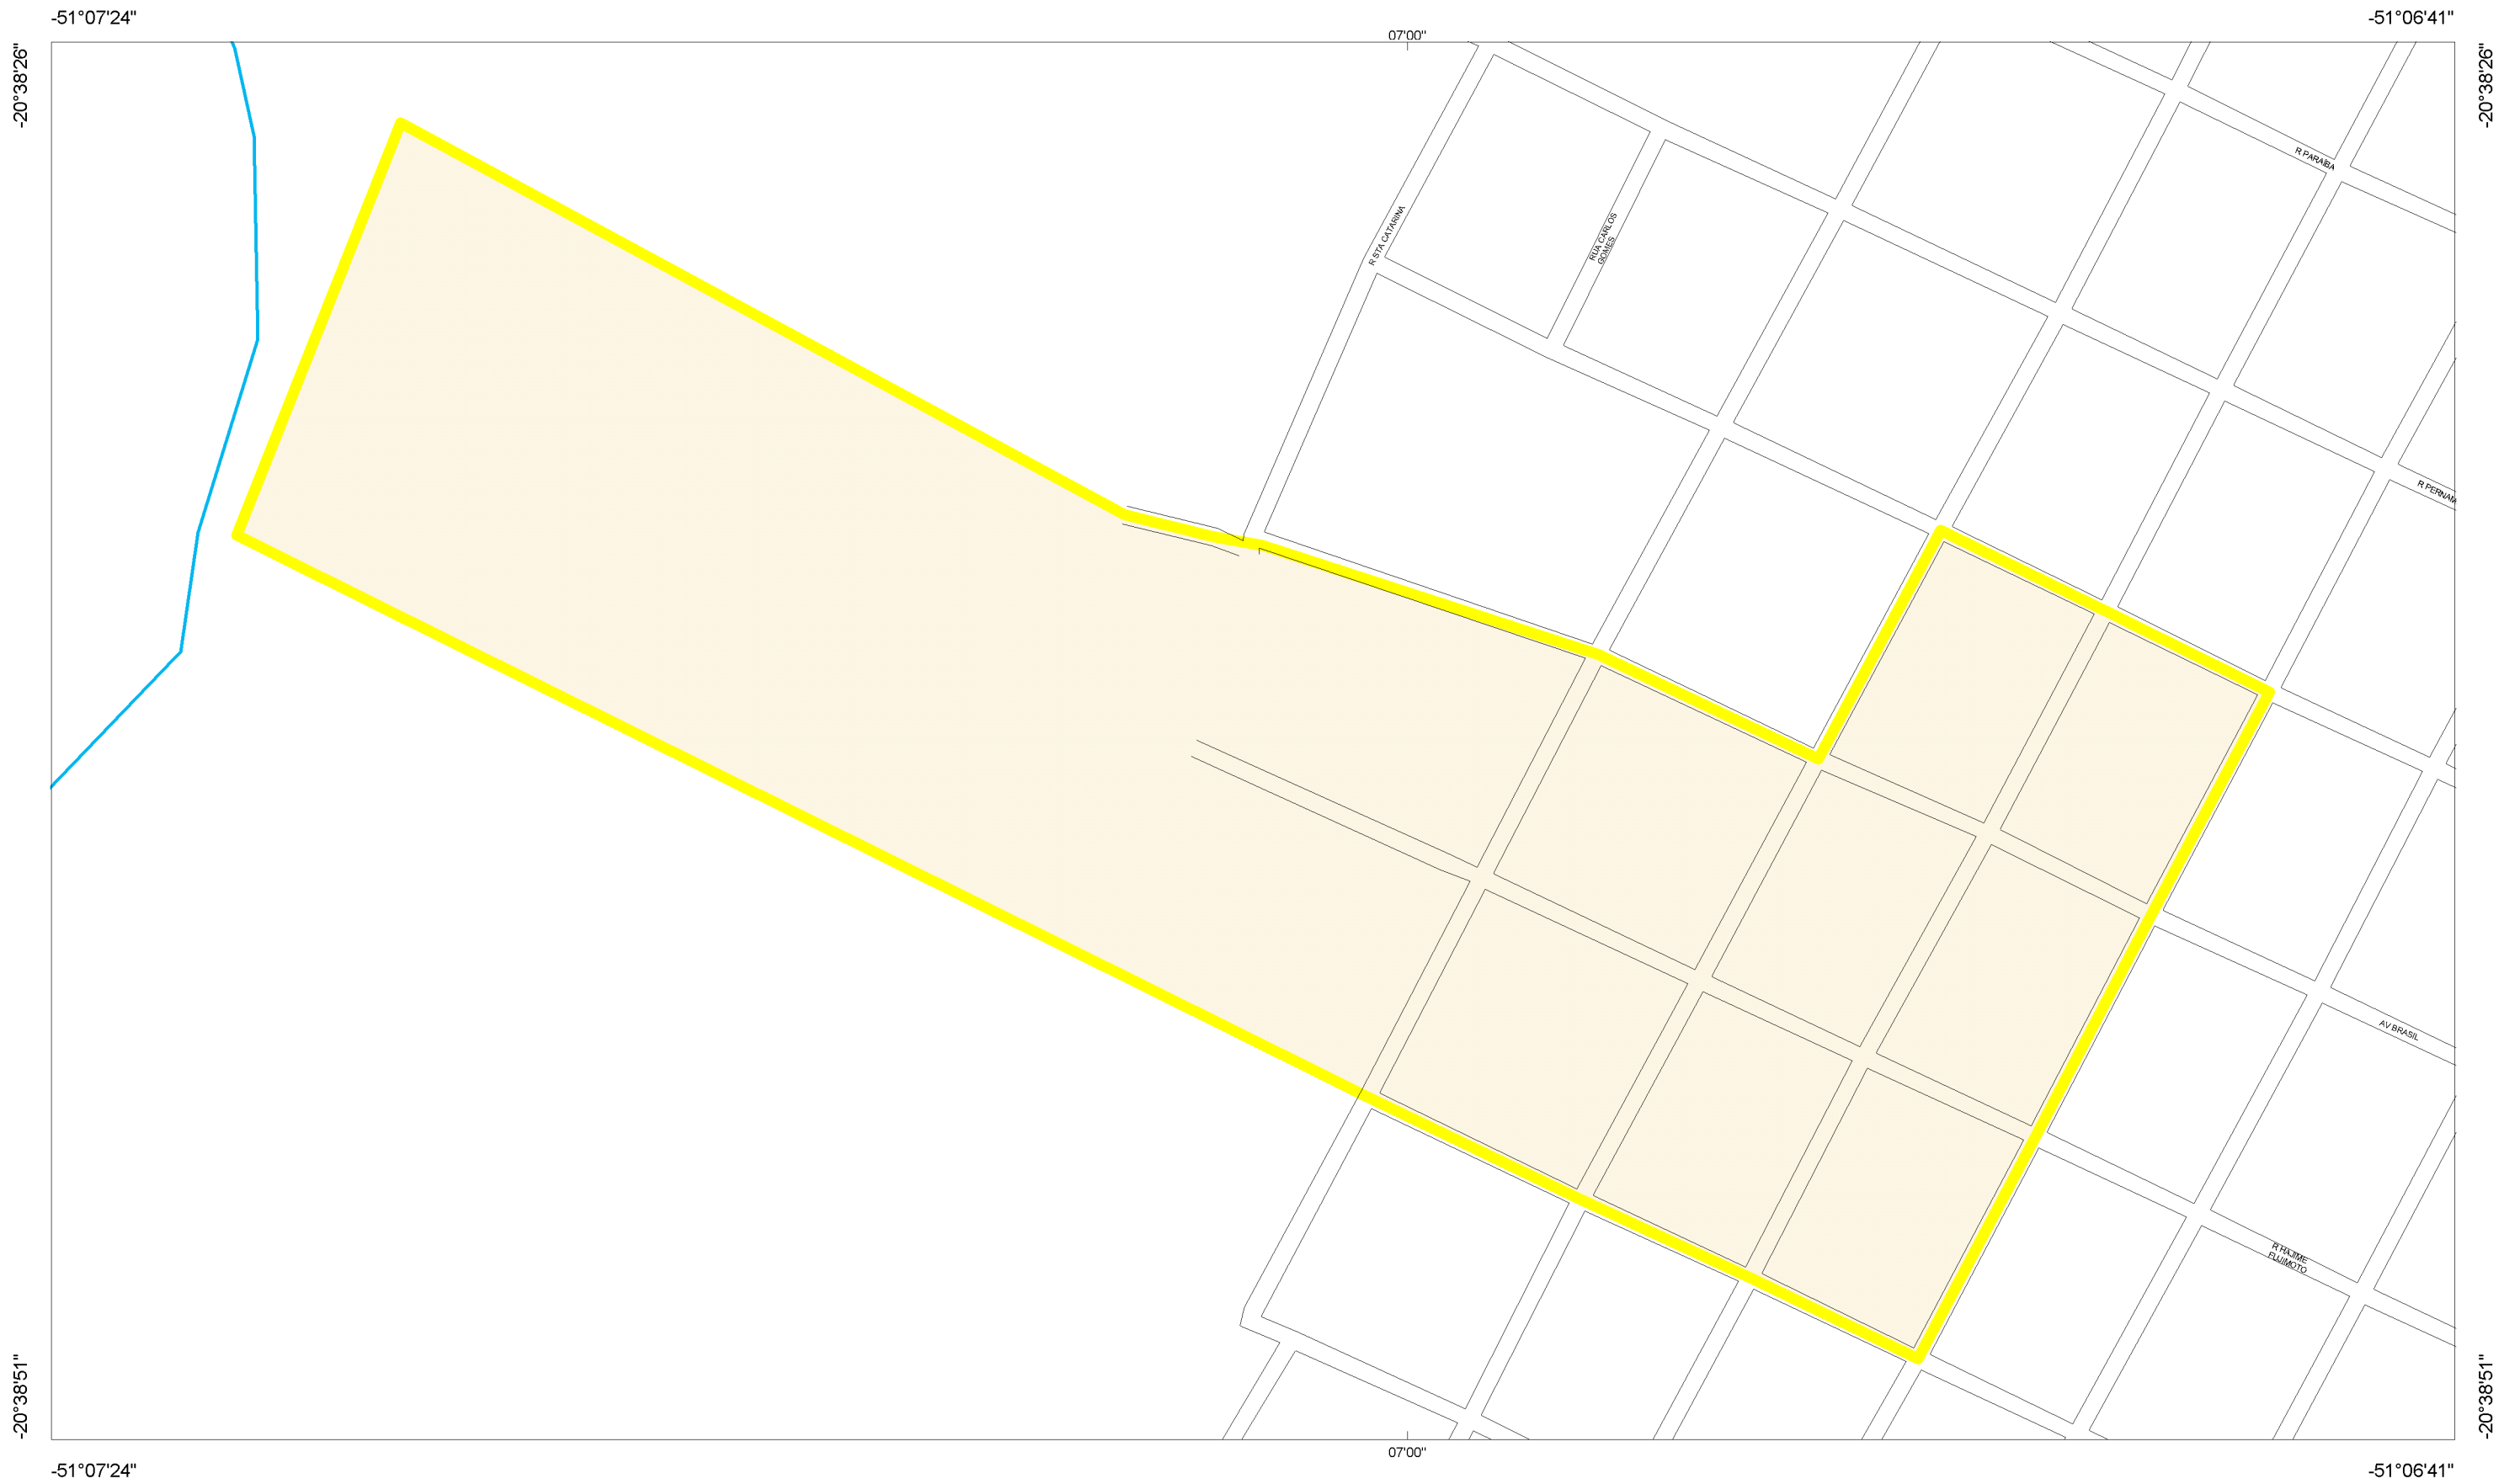 -51°07'24"
-51°06'41"
07'00"
-20°38'26"
-20°38'26"
R PARAÍBA
R STA CATARINA
RUA CARLOS
GOMES
R PERNAM
AV BRASIL
R HAJIME
FUJIMOTO
-20°38'51"
-20°38'51"
07'00"
-51°07'24"
-51°06'41"